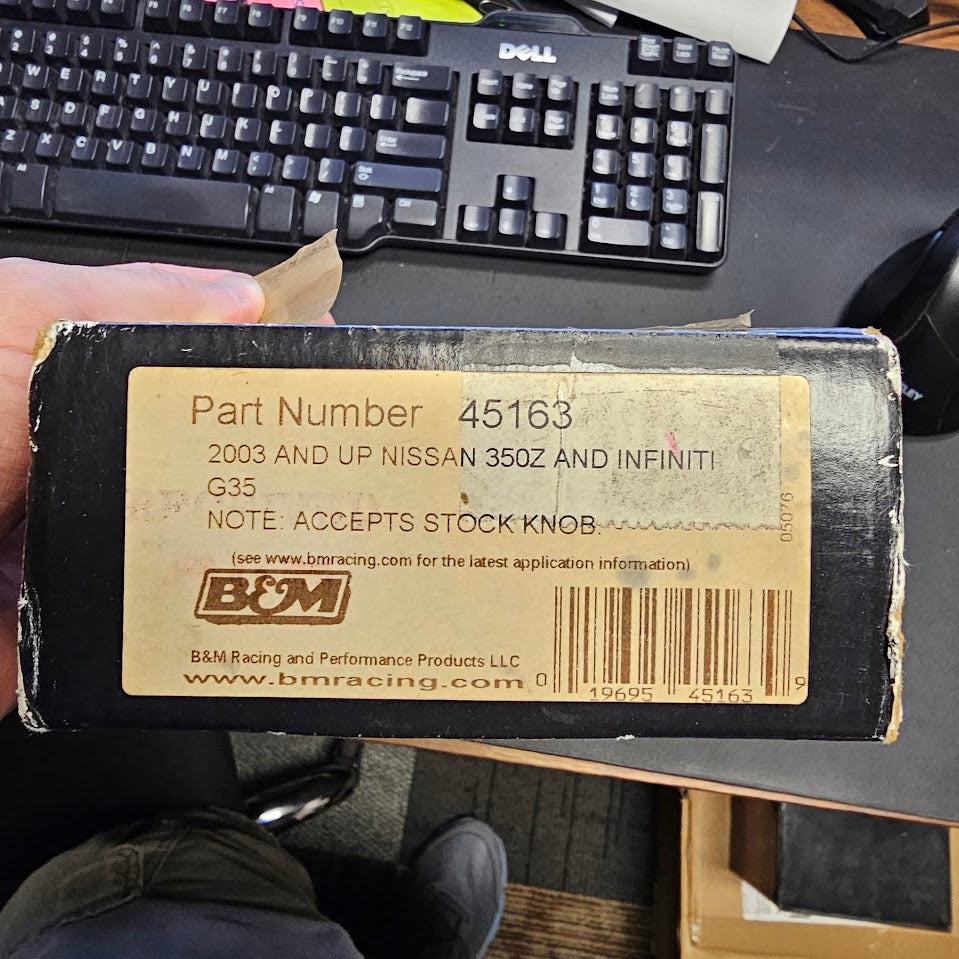 DELL
Part Number 45163
2003 AND UP NISSAN 350Z AND INFINITI
G35
NOTE: ACCEPTS STOCK KNOB.
05076
(see www.bmracing.com for the latest application information)
B&M
B&M Racing and Performance Products LLC
www.bmracing.com
0 19695 45163 9